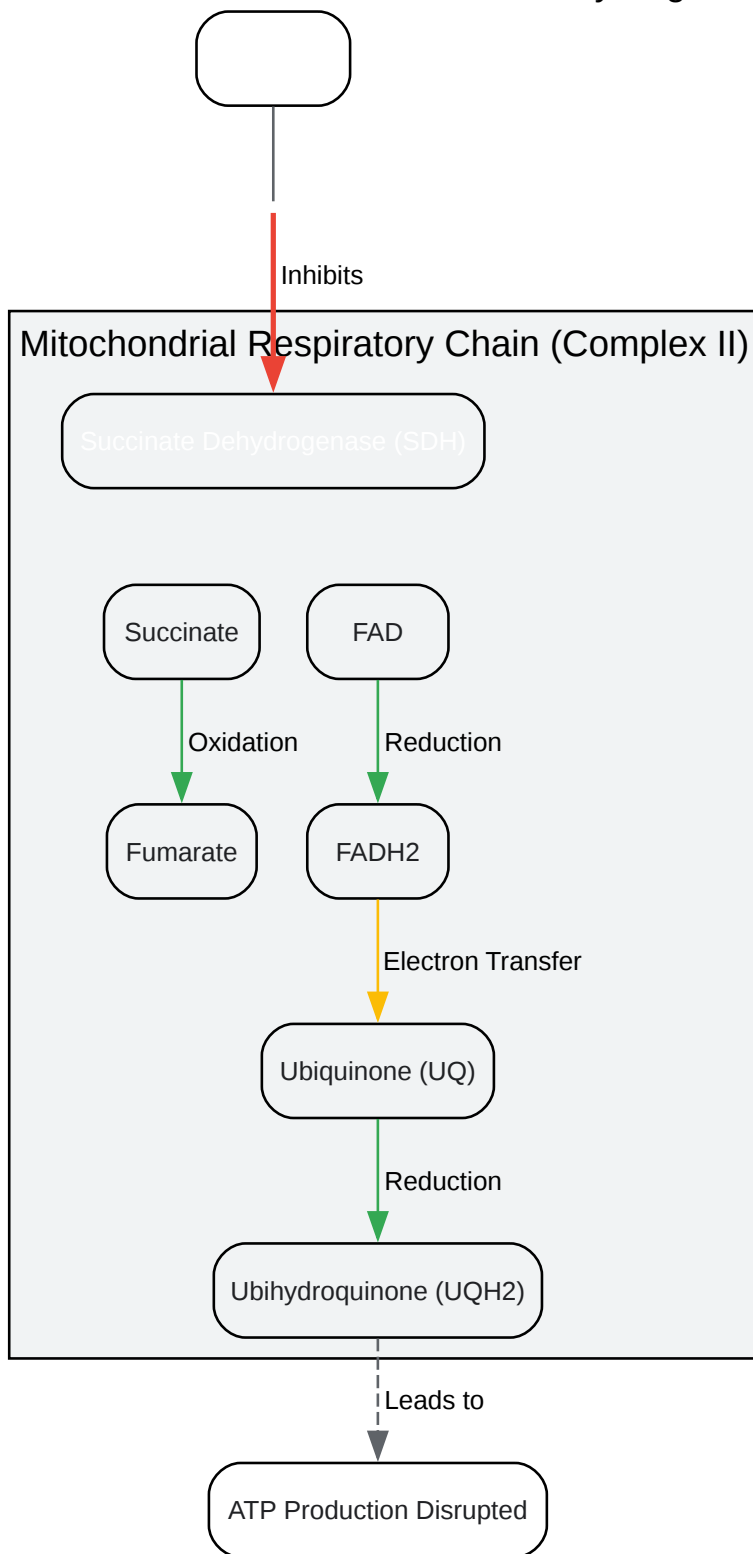 Inhibits
Mitochondrial Respiratory Chain (Complex II)
Succinate Dehydrogenase (SDH)
Succinate
FAD
Oxidation
Reduction
Fumarate
FADH2
Electron Transfer
Ubiquinone (UQ)
Reduction
Ubihydroquinone (UQH2)
Leads to
ATP Production Disrupted